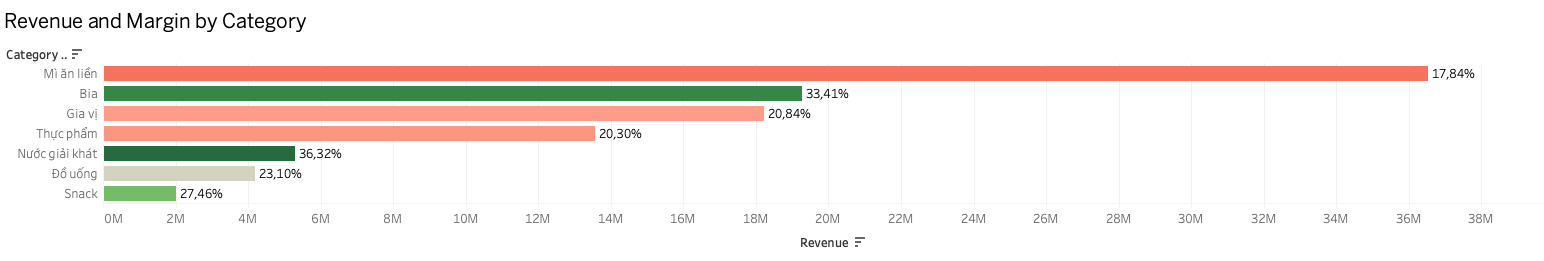 Revenue and Margin by Category
Category ..
Mì ăn liền 17,84%
Bia 33,41%
Gia vị 20,84%
Thực phẩm 20,30%
Nước giải khát 36,32%
Đồ uống 23,10%
Snack 27,46%
0M 2M 4M 6M 8M 10M 12M 14M 16M 18M 20M 22M 24M 26M 28M 30M 32M 34M 36M 38M
Revenue